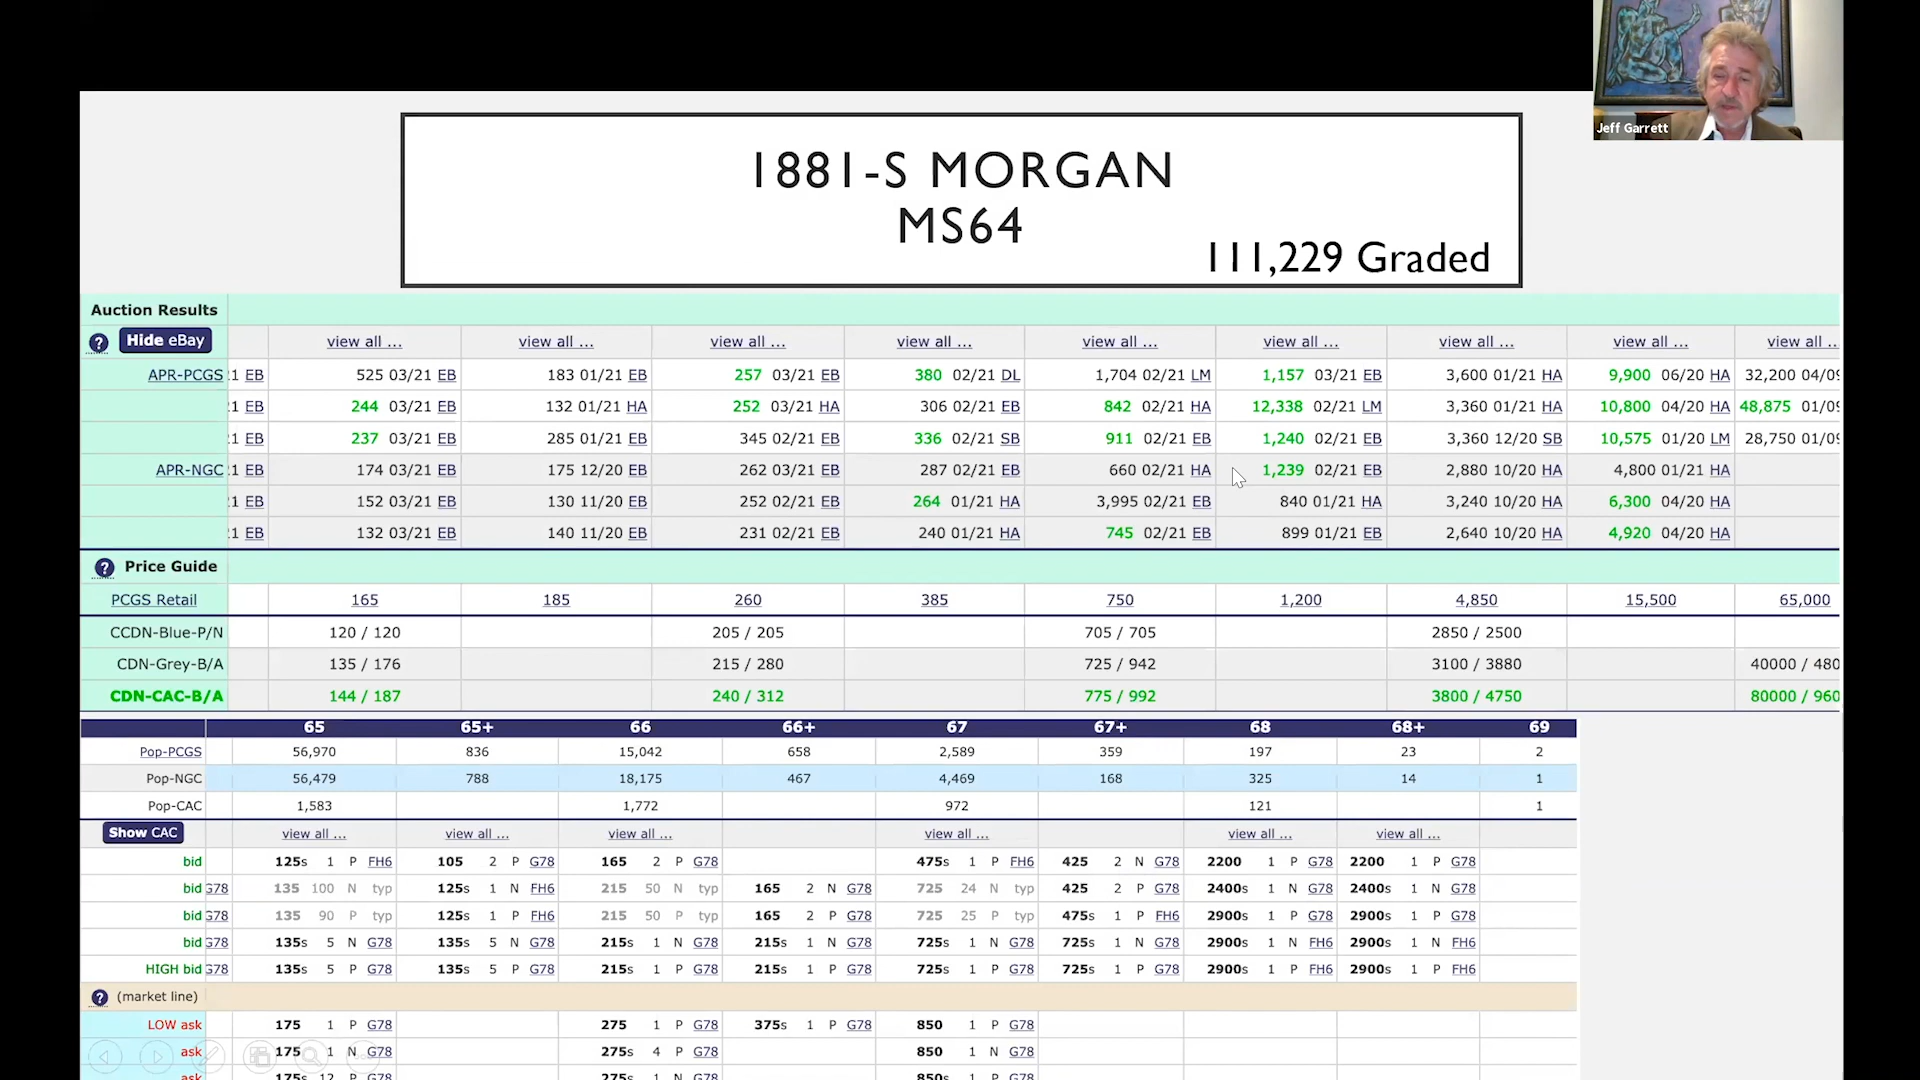 Jeff Garrett
1881-S MORGAN
MS64
111,229 Graded
Auction Results
? Hide eBay view all ... view all ... view all ... view all ... view all ... view all ... view all ... view all ... view all ...
APR-PCGS EB 525 03/21 EB 183 01/21 EB 257 03/21 EB 380 02/21 DL 1,704 02/21 LM 1,157 03/21 EB 3,600 01/21 HA 9,900 06/20 HA 32,200 04/09
EB 244 03/21 EB 132 01/21 HA 252 03/21 HA 306 02/21 EB 842 02/21 HA 12,338 02/21 LM 3,360 01/21 HA 10,800 04/20 HA 48,875 01/09
EB 237 03/21 EB 285 01/21 EB 345 02/21 EB 336 02/21 SB 911 02/21 EB 1,240 02/21 EB 3,360 12/20 SB 10,575 01/20 LM 28,750 01/09
APR-NGC EB 174 03/21 EB 175 12/20 EB 262 03/21 EB 287 02/21 EB 660 02/21 HA 1,239 02/21 EB 2,880 10/20 HA 4,800 01/21 HA
EB 152 03/21 EB 130 11/20 EB 252 02/21 EB 264 01/21 HA 3,995 02/21 EB 840 01/21 HA 3,240 10/20 HA 6,300 04/20 HA
EB 132 03/21 EB 140 11/20 EB 231 02/21 EB 240 01/21 HA 745 02/21 EB 899 01/21 EB 2,640 10/20 HA 4,920 04/20 HA
? Price Guide
PCGS Retail 165 185 260 385 750 1,200 4,850 15,500 65,000
CCDN-Blue-P/N 120 / 120 205 / 205 705 / 705 2850 / 2500
CDN-Grey-B/A 135 / 176 215 / 280 725 / 942 3100 / 3880 40000 / 480
CDN-CAC-B/A 144 / 187 240 / 312 775 / 992 3800 / 4750 80000 / 960
65 65+ 66 66+ 67 67+ 68 68+ 69
Pop-PCGS 56,970 836 15,042 658 2,589 359 197 23 2
Pop-NGC 56,479 788 18,175 467 4,469 168 325 14 1
Pop-CAC 1,583 1,772 972 121 1
Show CAC view all ... view all ... view all ... view all ... view all ... view all ...
bid 125s 1 P FH6 105 2 P G78 165 2 P G78 475s 1 P FH6 425 2 N G78 2200 1 P G78 2200 1 P G78
bid G78 135 100 N typ 125s 1 N FH6 215 50 N typ 165 2 N G78 725 24 N typ 425 2 P G78 2400s 1 N G78 2400s 1 N G78
bid G78 135 90 P typ 125s 1 P FH6 215 50 P typ 165 2 P G78 725 25 P typ 475s 1 P FH6 2900s 1 P G78 2900s 1 P G78
bid G78 135s 5 N G78 135s 5 N G78 215s 1 N G78 215s 1 N G78 725s 1 N G78 725s 1 N G78 2900s 1 N FH6 2900s 1 N FH6
HIGH bid G78 135s 5 P G78 135s 5 P G78 215s 1 P G78 215s 1 P G78 725s 1 P G78 725s 1 P G78 2900s 1 P FH6 2900s 1 P FH6
? (market line)
LOW ask 175 1 P G78 275 1 P G78 375s 1 P G78 850 1 P G78
ask 175 1 N G78 275s 4 P G78 850 1 N G78
ask 175s 12 P G78 275s 1 N G78 850s 1 P G78